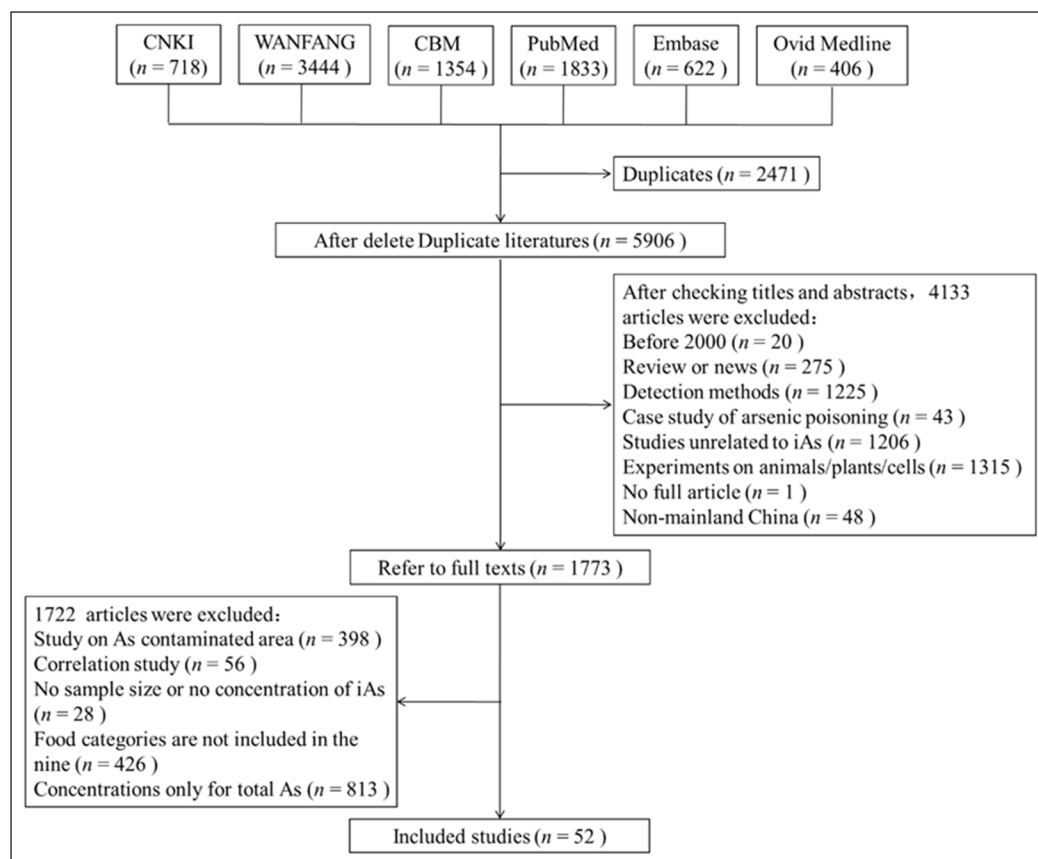 CNKI
(n = 718)
WANFANG
(n = 3444 )
CBM
(n = 1354 )
PubMed
(n = 1833)
Embase
(n = 622 )
Ovid Medline
(n = 406 )
Duplicates (n = 2471 )
After delete Duplicate literatures (n = 5906 )
After checking titles and abstracts，4133
articles were excluded：
Before 2000 (n = 20 )
Review or news (n = 275 )
Detection methods (n = 1225 )
Case study of arsenic poisoning (n = 43 )
Studies unrelated to iAs (n = 1206 )
Experiments on animals/plants/cells (n = 1315 )
No full article (n = 1 )
Non-mainland China (n = 48 )
Refer to full texts (n = 1773 )
1722 articles were excluded：
Study on As contaminated area (n = 398 )
Correlation study (n = 56 )
No sample size or no concentration of iAs
(n = 28 )
Food categories are not included in the
nine (n = 426 )
Concentrations only for total As (n = 813 )
Included studies (n = 52 )